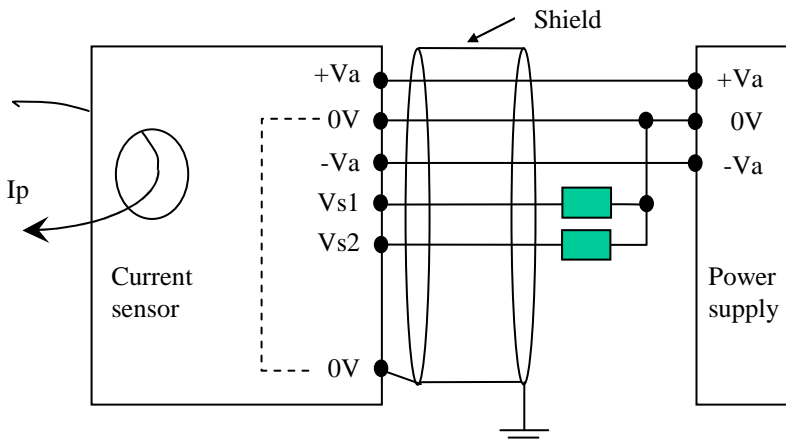 Shield
+Va
0V
-Va
Vs1
Vs2
0V
Ip
Current
sensor
+Va
0V
-Va
Power
supply